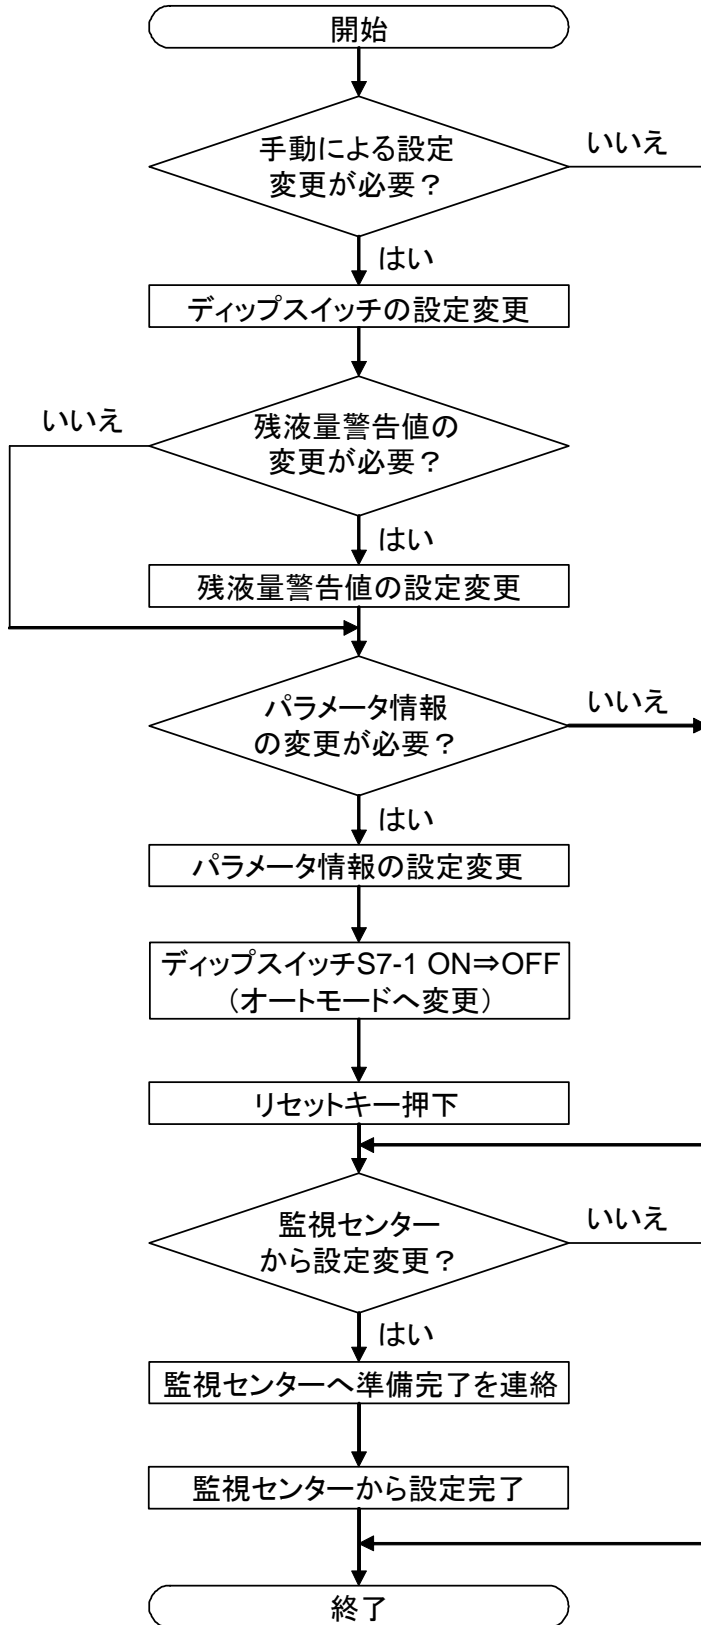 開始
手動による設定
変更が必要？
いいえ
はい
ディップスイッチの設定変更
いいえ
残液量警告値の
変更が必要？
はい
残液量警告値の設定変更
パラメータ情報
の変更が必要？
いいえ
はい
パラメータ情報の設定変更
ディップスイッチS7-1 ON⇒OFF
（オートモードへ変更）
リセットキー押下
監視センター
から設定変更？
いいえ
はい
監視センターへ準備完了を連絡
監視センターから設定完了
終了